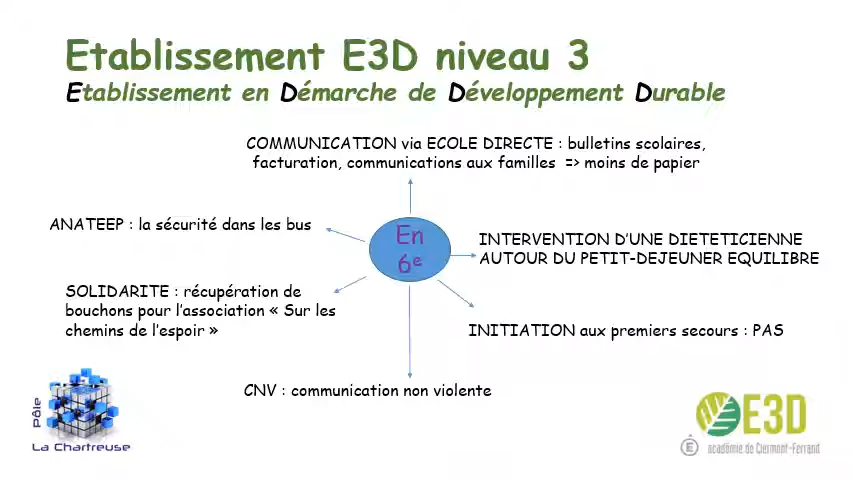 Etablissement E3D niveau 3
Etablissement en Démarche de Développement Durable
COMMUNICATION via ECOLE DIRECTE : bulletins scolaires,
facturation, communications aux familles => moins de papier
ANATEEP : la sécurité dans les bus
En
6e
INTERVENTION D'UNE DIETETICIENNE
AUTOUR DU PETIT-DEJEUNER EQUILIBRE
SOLIDARITE : récupération de
bouchons pour l'association « Sur les
chemins de l'espoir »
INITIATION aux premiers secours : PAS
CNV : communication non violente
Pôle
La Chartreuse
E3D
académie de Clermont-Ferrand